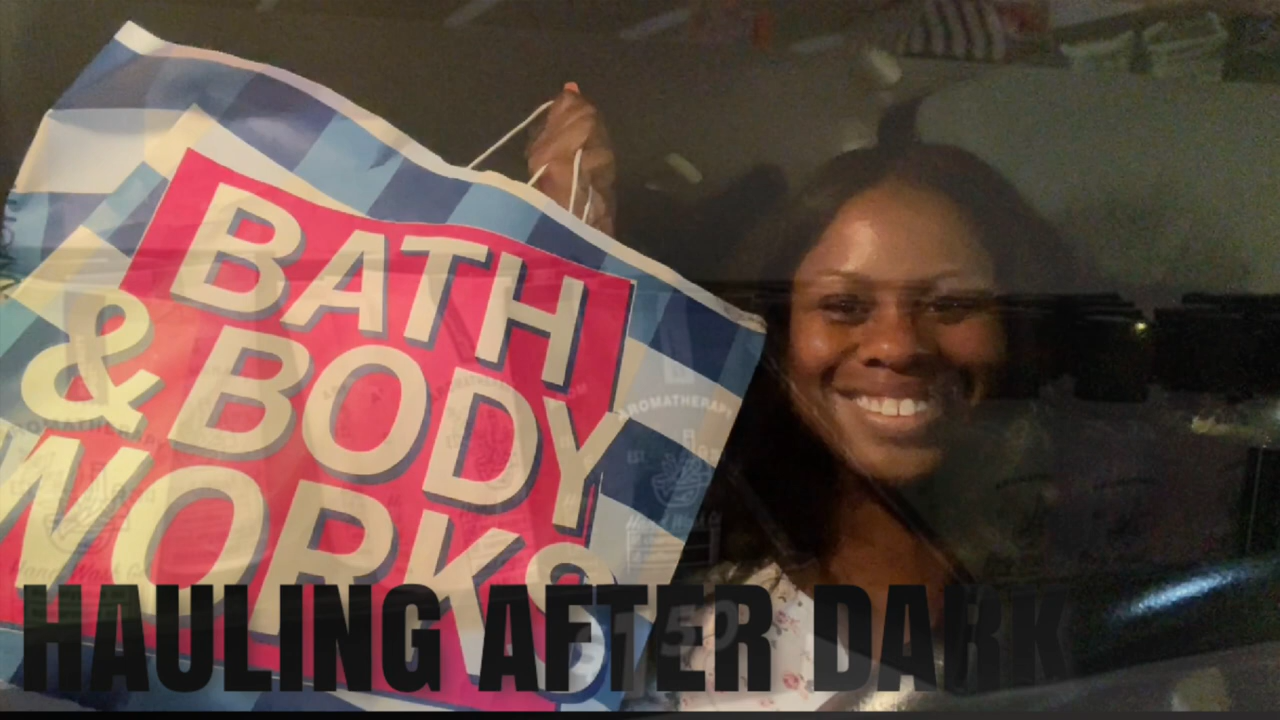 BATH
& BODY
WORKS
AROMATHERAPY
HAULING AFTER DARK